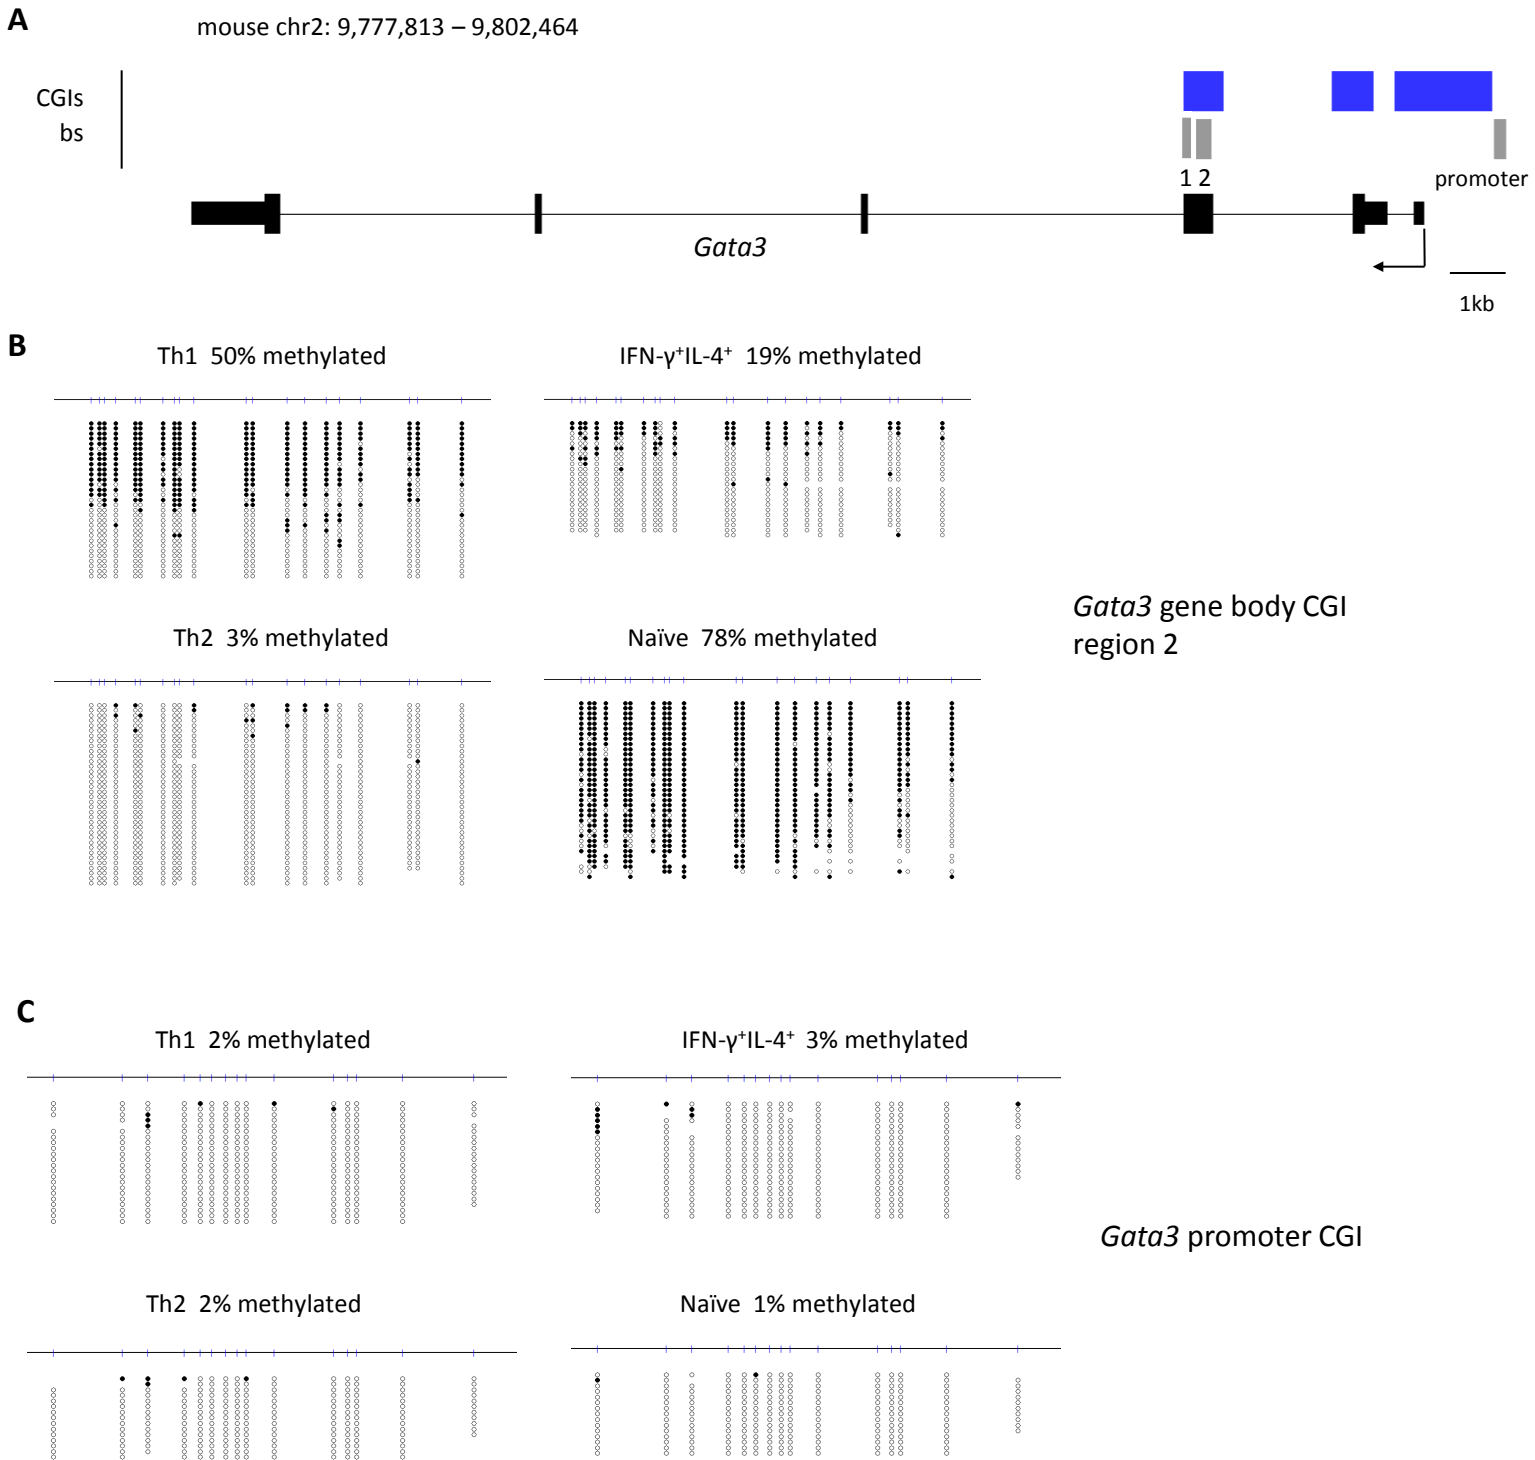 A
mouse chr2: 9,777,813 – 9,802,464
CGIs
bs
1 2
promoter
Gata3
1kb
B
Th1 50% methylated
IFN-γ⁺IL-4⁺ 19% methylated
Th2 3% methylated
Naïve 78% methylated
Gata3 gene body CGI
region 2
C
Th1 2% methylated
IFN-γ⁺IL-4⁺ 3% methylated
Gata3 promoter CGI
Th2 2% methylated
Naïve 1% methylated